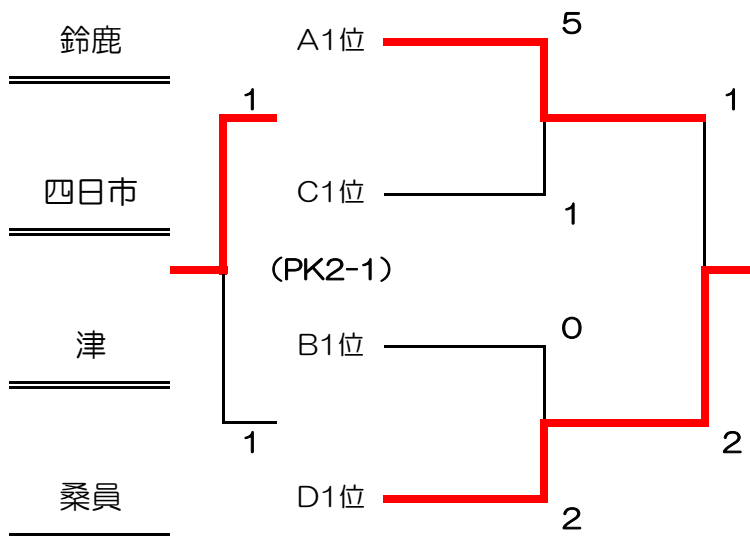 鈴鹿 A1位 5
1 1
四日市 C1位 1
(PK2-1)
津 B1位 0
1 2
桑員 D1位 2